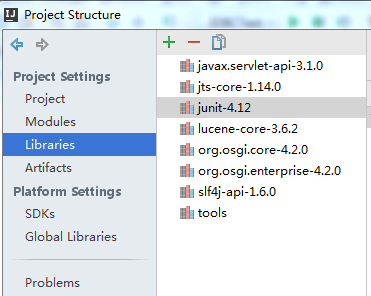 Project Structure
Project Settings
Project
Modules
Libraries
Artifacts
Platform Settings
SDKs
Global Libraries
Problems
javax.servlet-api-3.1.0
jts-core-1.14.0
junit-4.12
lucene-core-3.6.2
org.osgi.core-4.2.0
org.osgi.enterprise-4.2.0
slf4j-api-1.6.0
tools